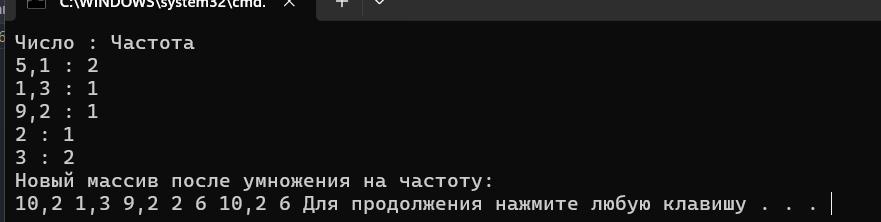 C:\WINDOWS\system32\cmd.
Число : Частота
5,1 : 2
1,3 : 1
9,2 : 1
2 : 1
3 : 2
Новый массив после умножения на частоту:
10,2 1,3 9,2 2 6 10,2 6 Для продолжения нажмите любую клавишу . . .